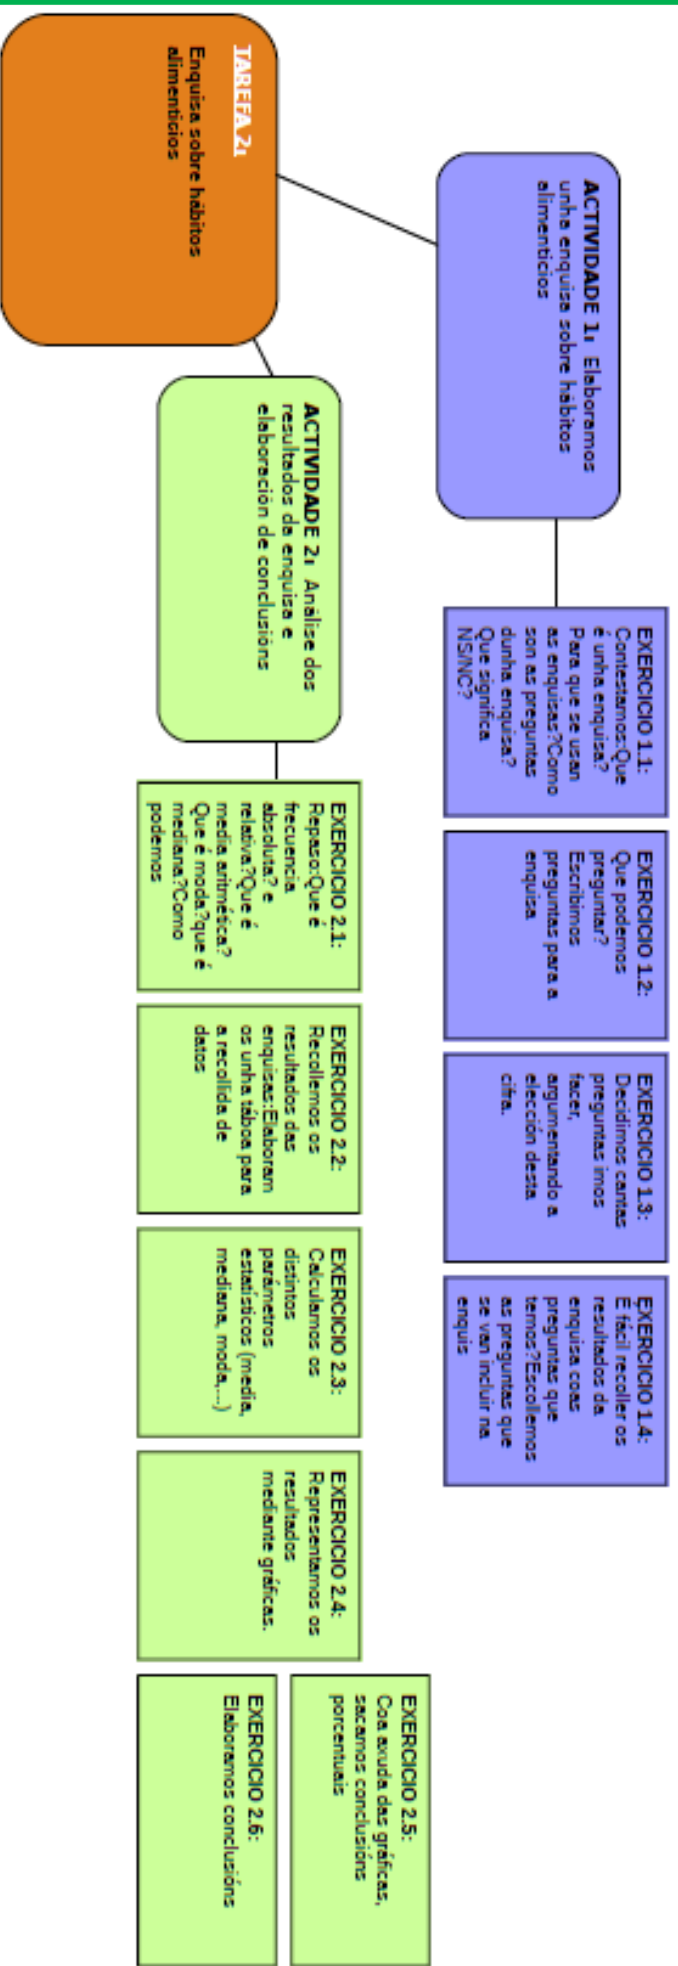 TAREFA 2:
Enquisa sobre hábitos
alimenticios
ACTIVIDADE 1: Elaboramos
unha enquisa sobre hábitos
alimenticios
EXERCICIO 1.1:
Contestamos:Que
é unha enquisa?
Para que se usan
as enquisas?Como
son as preguntas
dunha enquisa?
Que significa
NS/NC?
EXERCICIO 1.2:
Que podemos
preguntar?
Escribimos
preguntas para a
enquisa
EXERCICIO 1.3:
Decidimos cantas
preguntas imos
facer,
argumentando a
elección desta
cifra.
EXERCICIO 1.4:
É fácil recoller os
resultados da
enquisa coas
preguntas que
temos?Escollemos
as preguntas que
se van incluir na
enquis
ACTIVIDADE 2: Análise dos
resultados da enquisa e
elaboración de conclusións
EXERCICIO 2.1:
Repaso:Que é
frecuencia
absoluta? e
relativa?Que é
media aritmética?
Que é moda?que é
mediana?Como
podemos
EXERCICIO 2.2:
Recollemos os
resultados das
enquisas:Elaboram
os unha táboa para
a recollida de
datos
EXERCICIO 2.3:
Calculamos os
distintos
parámetros
estatísticos (media,
mediana, moda,...)
EXERCICIO 2.4:
Representamos os
resultados
mediante gráficas.
EXERCICIO 2.5:
Coa axuda das gráficas,
sacamos conclusións
porcentuais
EXERCICIO 2.6:
Elaboramos conclusións